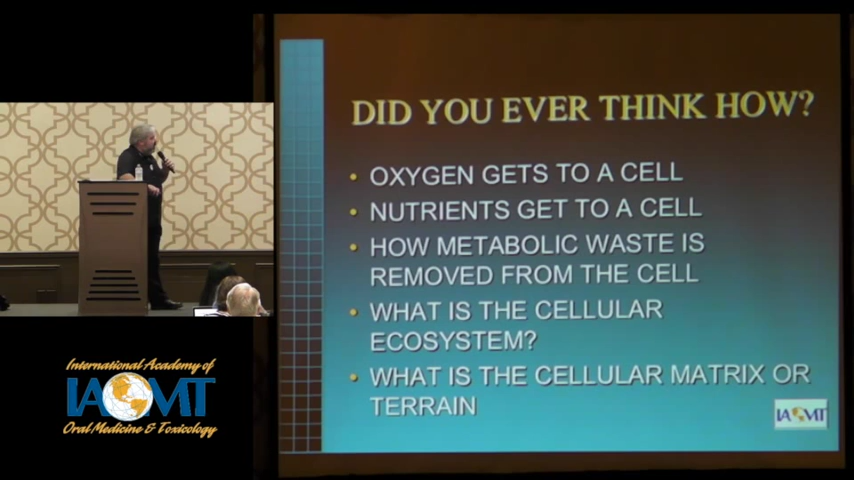 DID YOU EVER THINK HOW?
• OXYGEN GETS TO A CELL
• NUTRIENTS GET TO A CELL
• HOW METABOLIC WASTE IS
REMOVED FROM THE CELL
• WHAT IS THE CELLULAR
ECOSYSTEM?
• WHAT IS THE CELLULAR MATRIX OR
TERRAIN
IAOMT
International Academy of
IAOMT
Oral Medicine & Toxicology